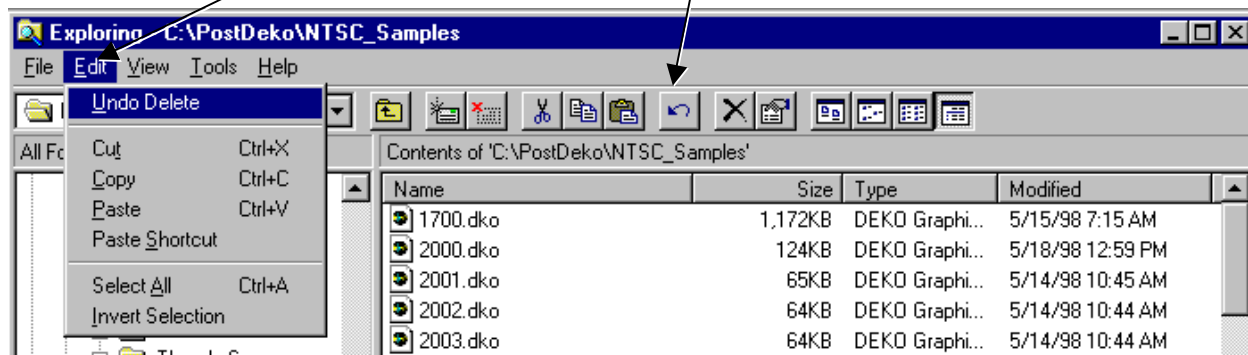 Exploring - C:\PostDeko\NTSC_Samples
File Edit View Tools Help
Undo Delete
Cut Ctrl+X
Copy Ctrl+C
Paste Ctrl+V
Paste Shortcut
Select All Ctrl+A
Invert Selection
All Fo
Contents of 'C:\PostDeko\NTSC_Samples'
Name Size Type Modified
1700.dko 1,172KB DEKO Graphi... 5/15/98 7:15 AM
2000.dko 124KB DEKO Graphi... 5/18/98 12:59 PM
2001.dko 65KB DEKO Graphi... 5/14/98 10:45 AM
2002.dko 64KB DEKO Graphi... 5/14/98 10:44 AM
2003.dko 64KB DEKO Graphi... 5/14/98 10:44 AM